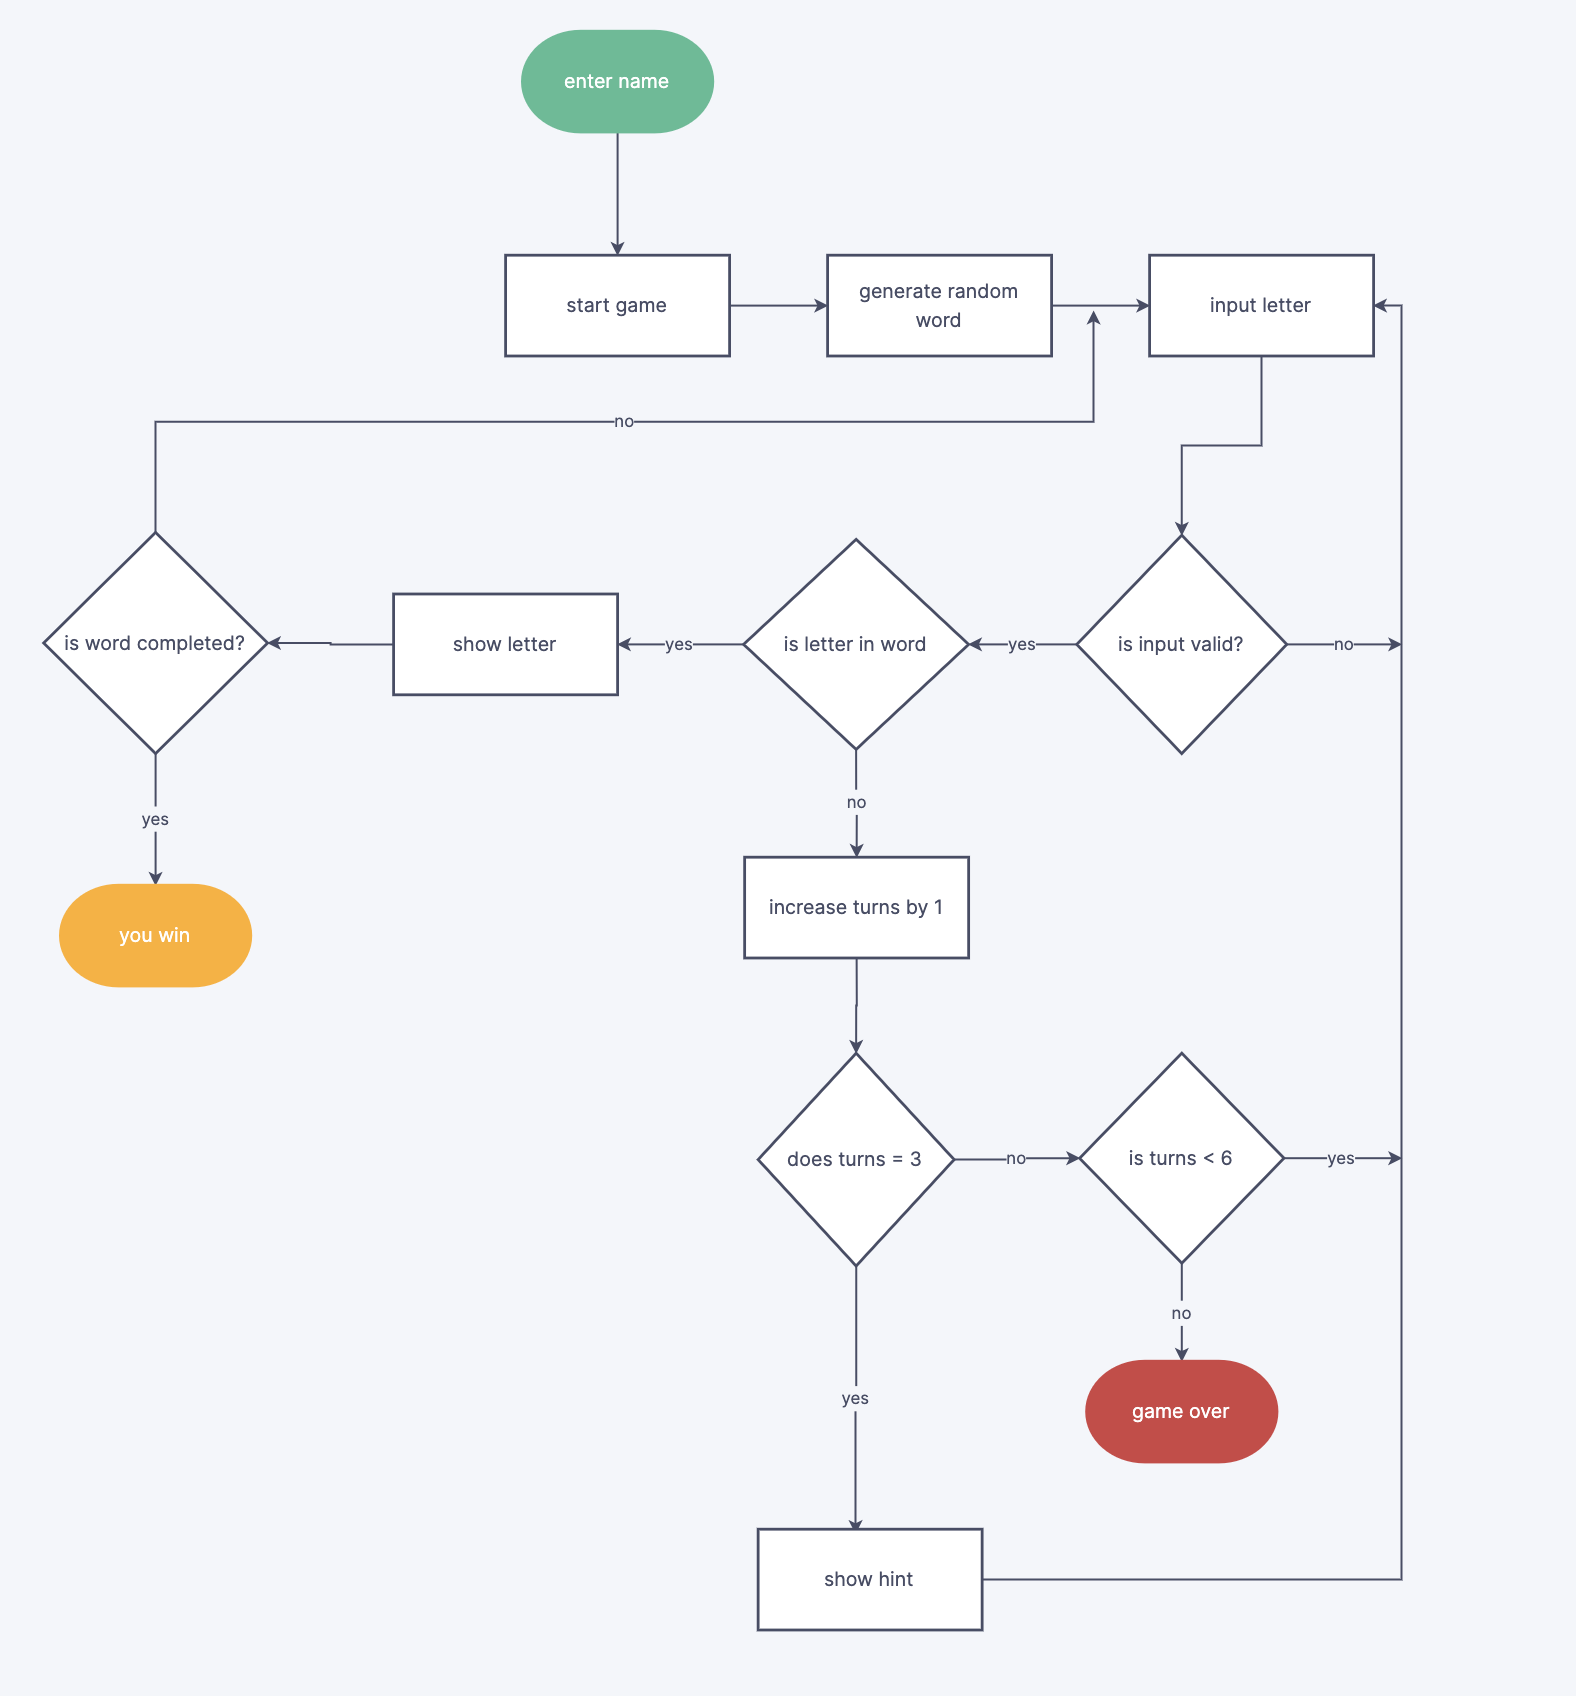 enter name
start game
generate random
word
input letter
no
is word completed?
show letter
yes
is letter in word
yes
is input valid?
no
no
yes
increase turns by 1
you win
does turns = 3
no
is turns < 6
yes
no
yes
game over
show hint